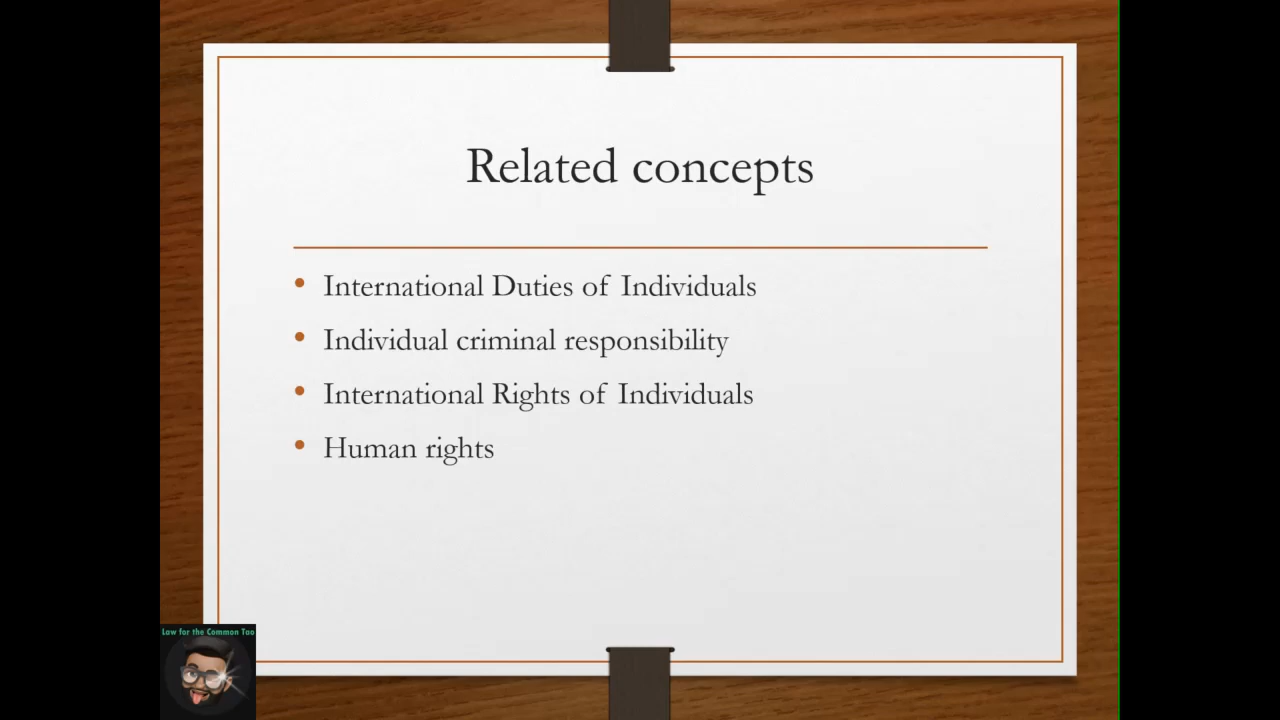 Related concepts
International Duties of Individuals
Individual criminal responsibility
International Rights of Individuals
Human rights
Law for the Common Tao